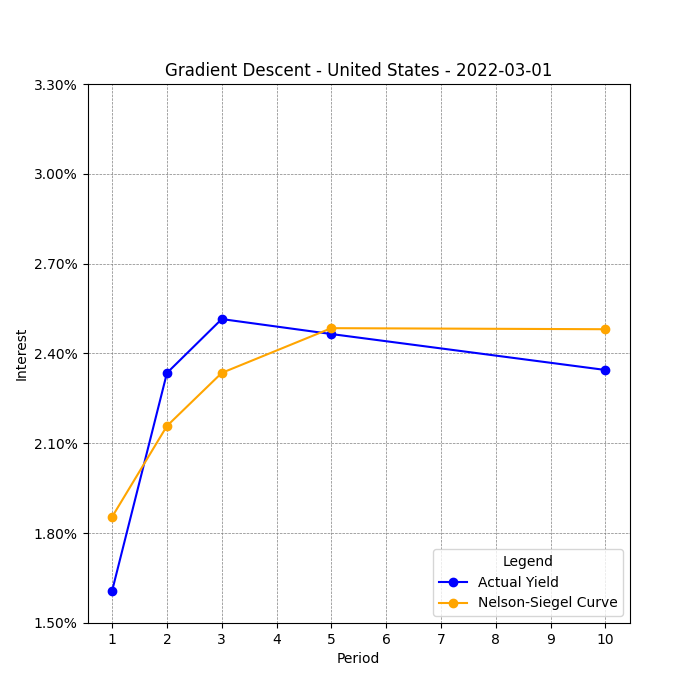 Gradient Descent - United States - 2022-03-01
3.30%
3.00%
2.70%
2.40%
2.10%
1.80%
1.50%
Interest
1 2 3 4 5 6 7 8 9 10
Period
Legend
Actual Yield
Nelson-Siegel Curve